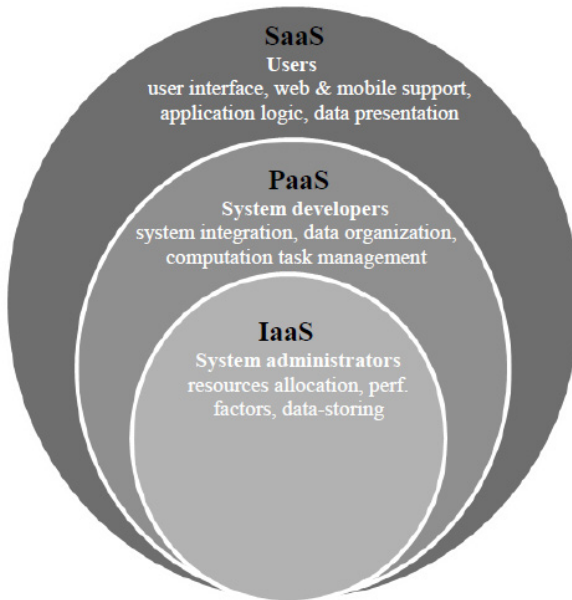 SaaS
Users
user interface, web & mobile support,
application logic, data presentation
PaaS
System developers
system integration, data organization,
computation task management
IaaS
System administrators
resources allocation, perf.
factors, data-storing